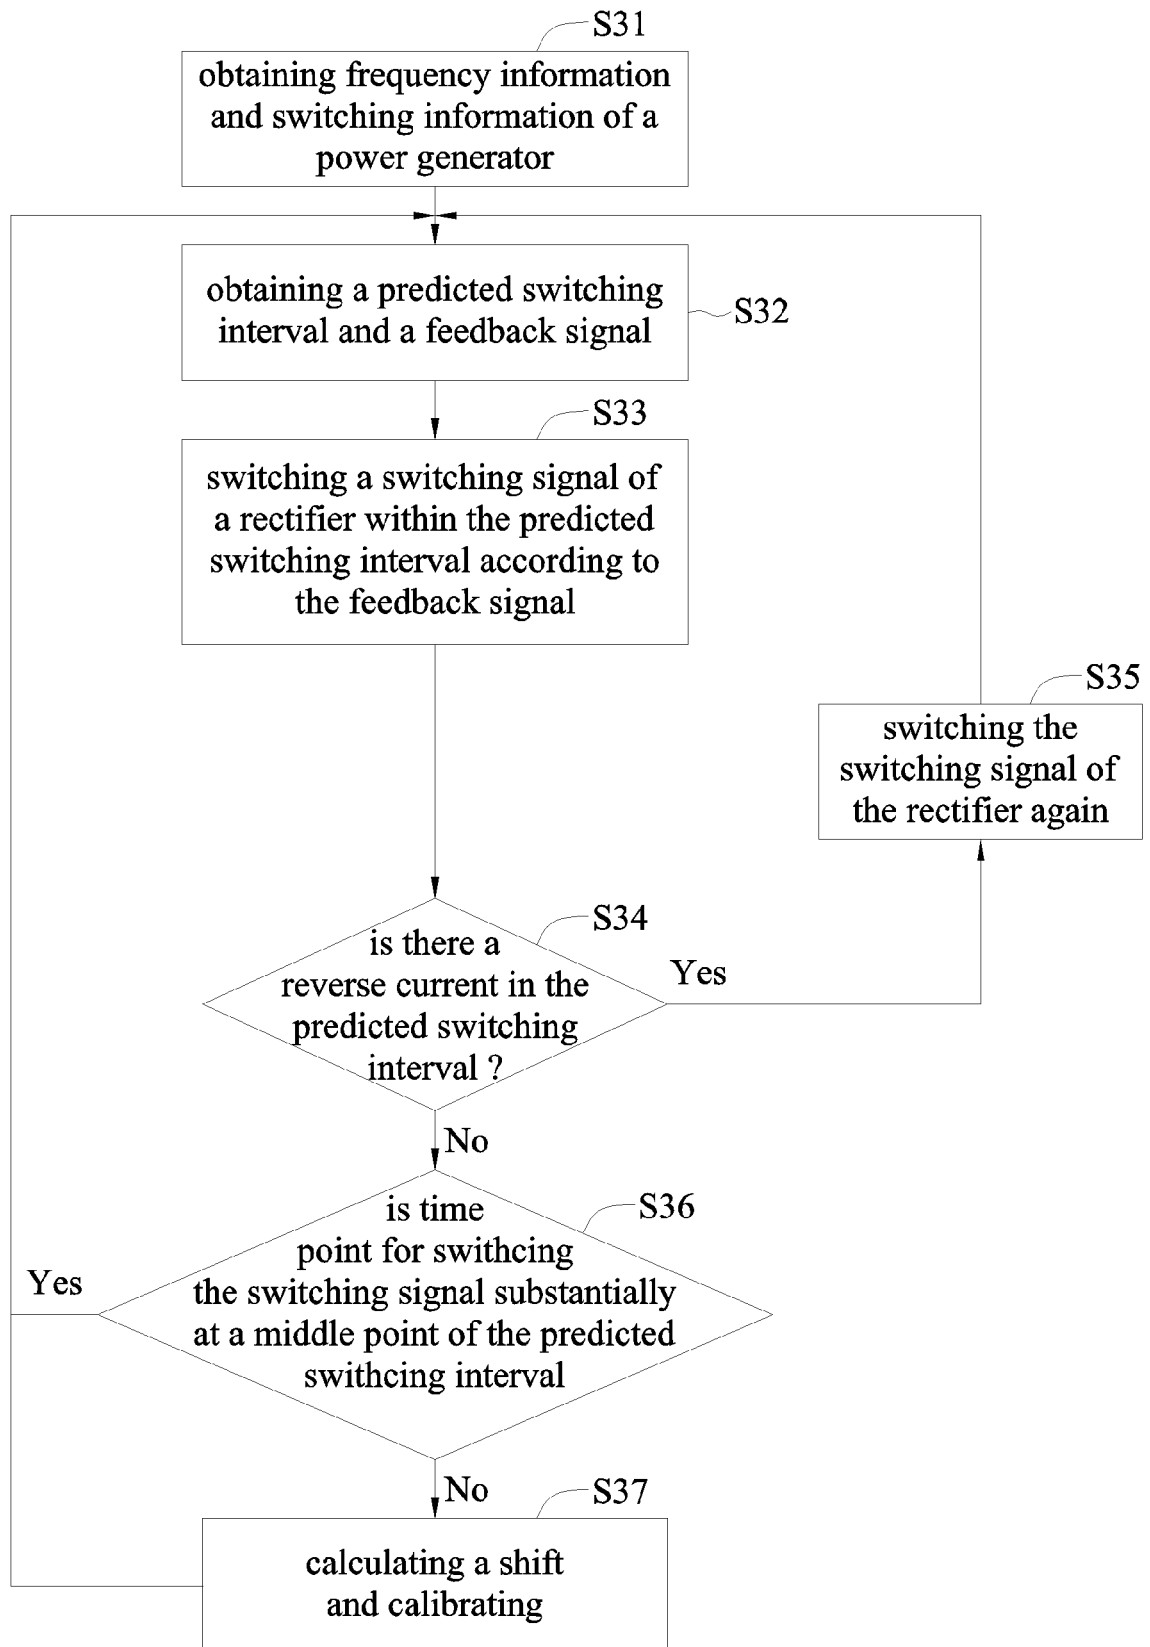 S31
obtaining frequency information
and switching information of a
power generator
obtaining a predicted switching
interval and a feedback signal
S32
S33
switching a switching signal of
a rectifier within the predicted
switching interval according to
the feedback signal
S35
switching the
switching signal of
the rectifier again
S34
is there a
reverse current in the
predicted switching
interval ?
Yes
No
S36
is time
point for swithcing
the switching signal substantially
at a middle point of the predicted
swithcing interval
Yes
No
S37
calculating a shift
and calibrating